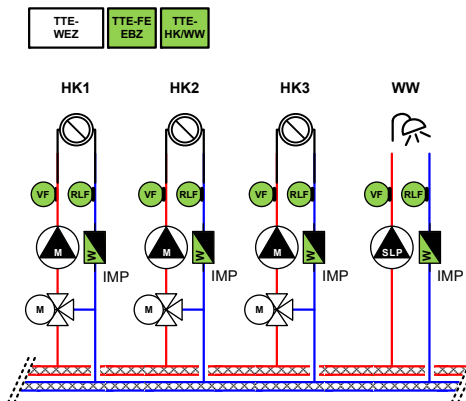 TTE-
WEZ
TTE-FE
EBZ
TTE-
HK/WW
HK1 HK2 HK3 WW
VF RLF VF RLF VF RLF VF RLF
M W M W M W SLP W
IMP IMP IMP IMP
M M M